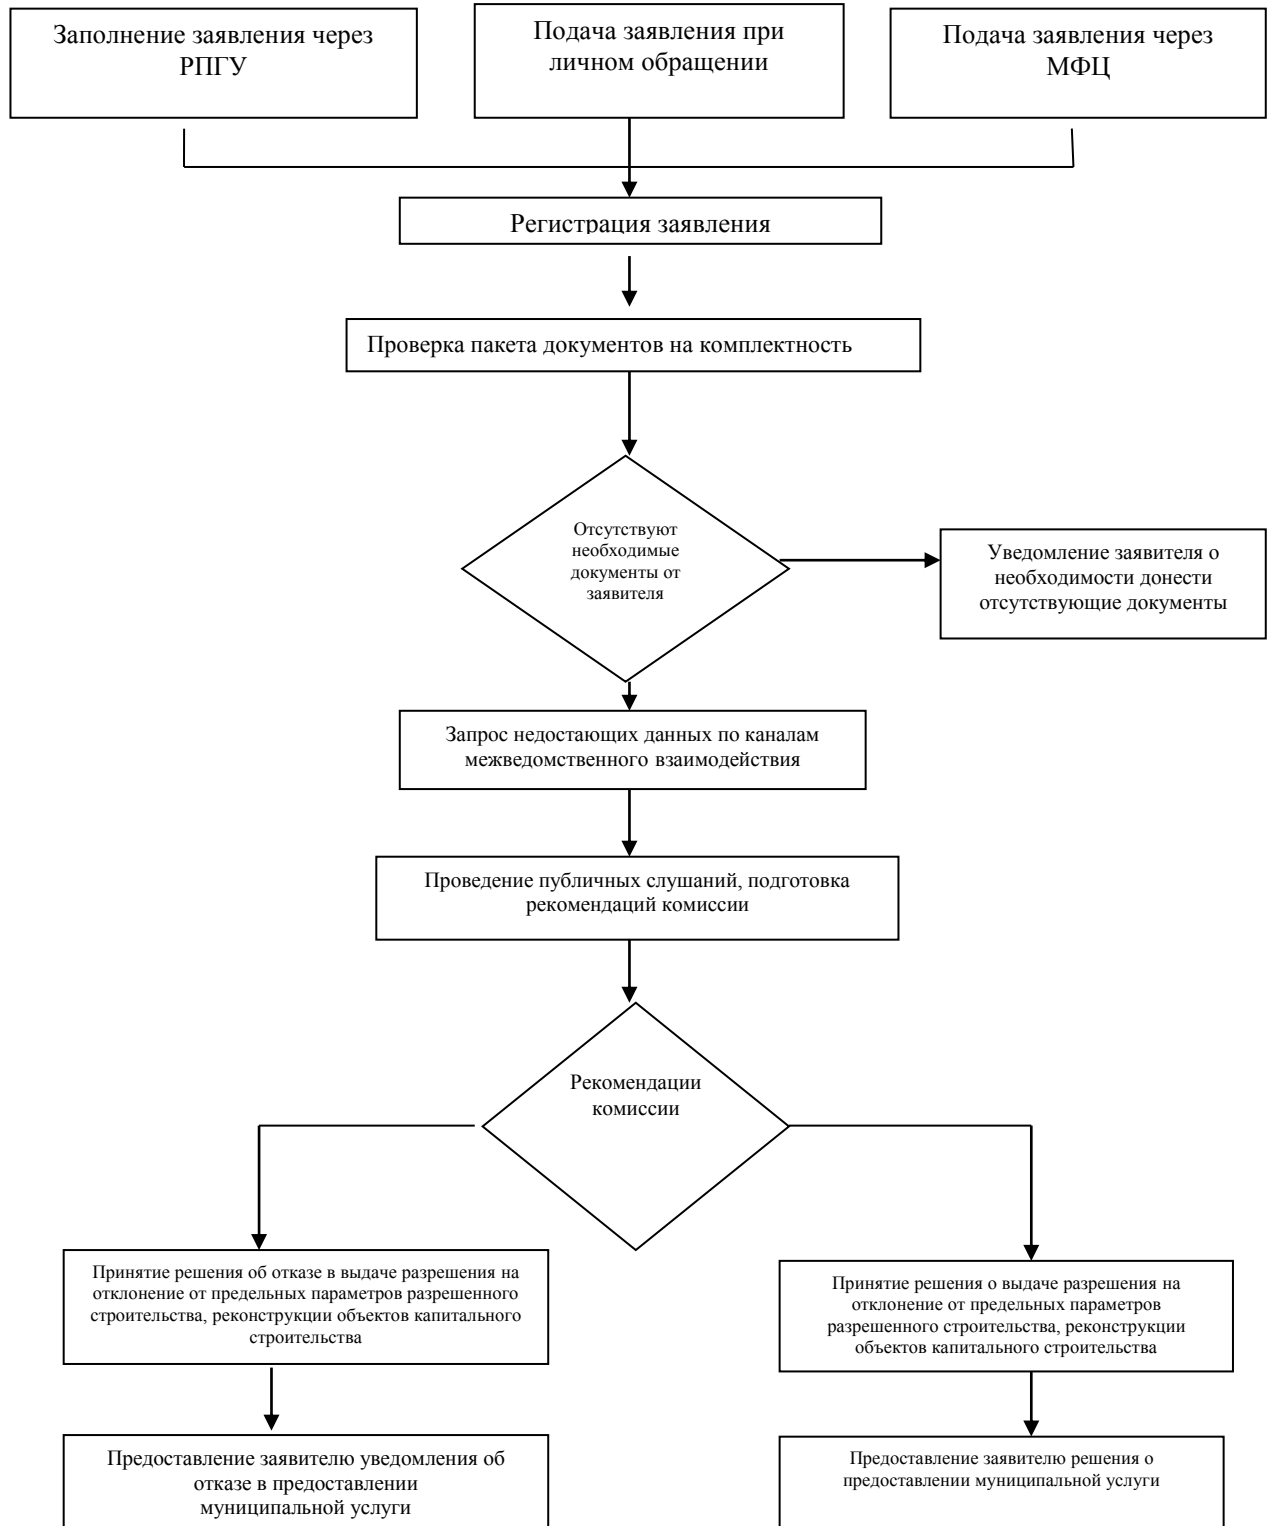 Заполнение заявления через
РПГУ
Подача заявления при
личном обращении
Подача заявления через
МФЦ
Регистрация заявления
Проверка пакета документов на комплектность
Отсутствуют
необходимые
документы от
заявителя
Уведомление заявителя о
необходимости донести
отсутствующие документы
Запрос недостающих данных по каналам
межведомственного взаимодействия
Проведение публичных слушаний, подготовка
рекомендаций комиссии
Рекомендации
комиссии
Принятие решения об отказе в выдаче разрешения на
отклонение от предельных параметров разрешенного
строительства, реконструкции объектов капитального
строительства
Принятие решения о выдаче разрешения на
отклонение от предельных параметров
разрешенного строительства, реконструкции
объектов капитального строительства
Предоставление заявителю уведомления об
отказе в предоставлении
муниципальной услуги
Предоставление заявителю решения о
предоставлении муниципальной услуги